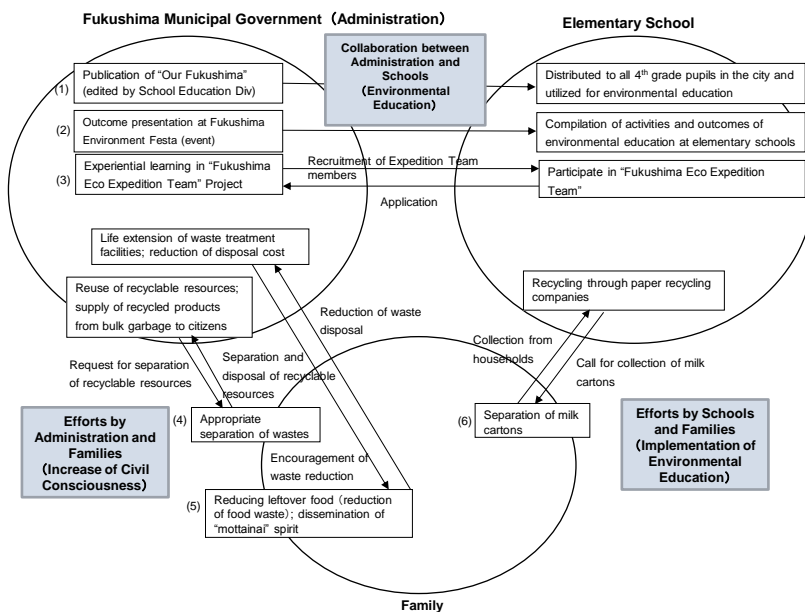 Fukushima Municipal Government (Administration)
Elementary School
Collaboration between
Administration and
Schools
(Environmental
Education)
(1)
Publication of “Our Fukushima”
(edited by School Education Div)
Distributed to all 4th grade pupils in the city and
utilized for environmental education
(2)
Outcome presentation at Fukushima
Environment Festa (event)
Compilation of activities and outcomes of
environmental education at elementary schools
(3)
Experiential learning in “Fukushima
Eco Expedition Team” Project
Recruitment of Expedition Team
members
Participate in “Fukushima Eco Expedition
Team”
Application
Life extension of waste treatment
facilities; reduction of disposal cost
Reuse of recyclable resources;
supply of recycled products
from bulk garbage to citizens
Reduction of waste
disposal
Recycling through paper recycling
companies
Request for separation
of recyclable resources
Separation and
disposal of recyclable
resources
Collection from
households
Call for collection of milk
cartons
Efforts by
Administration and
Families
(Increase of Civil
Consciousness)
(4)
Appropriate
separation of wastes
(6)
Separation of milk
cartons
Efforts by Schools
and Families
(Implementation of
Environmental
Education)
Encouragement of
waste reduction
(5)
Reducing leftover food (reduction
of food waste); dissemination of
“mottainai” spirit
Family